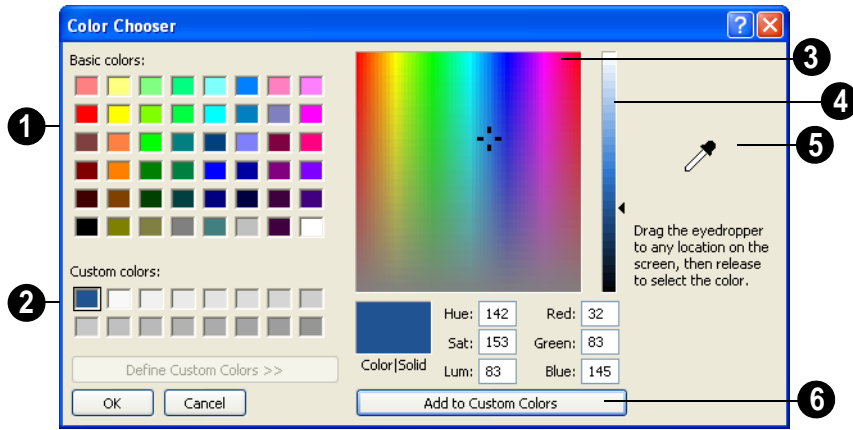 Color Chooser
Basic colors:
1
3
4
5
Drag the eyedropper
to any location on the
screen, then release
to select the color.
Custom colors:
2
Hue: 142 Red: 32
Sat: 153 Green: 83
Color|Solid Lum: 83 Blue: 145
Define Custom Colors >>
OK Cancel Add to Custom Colors 6